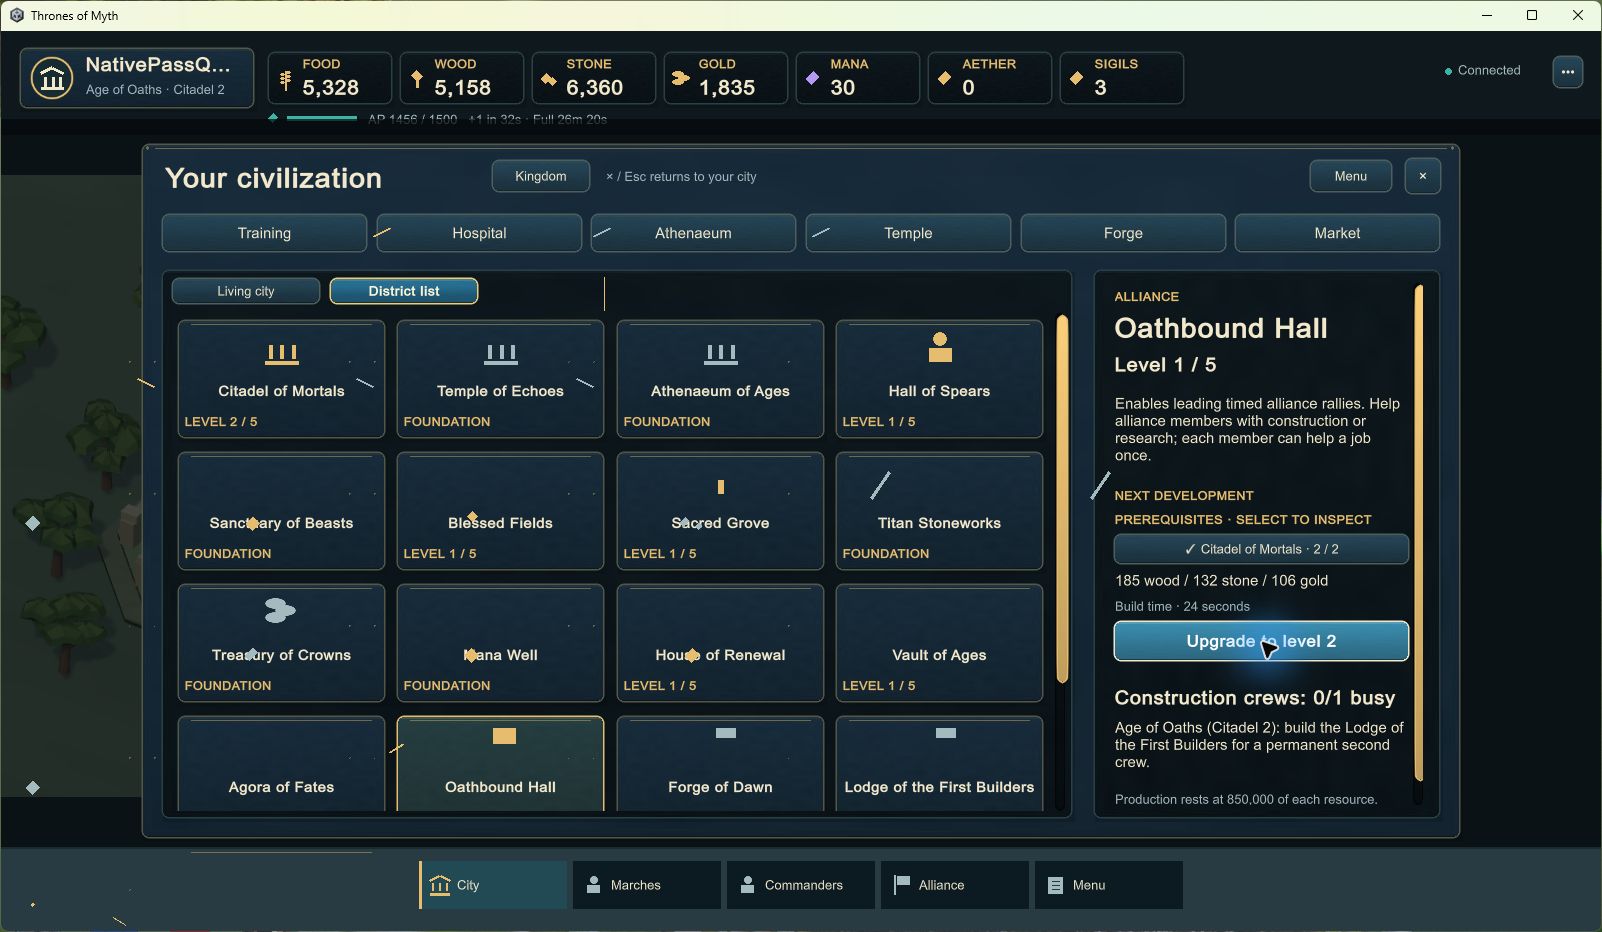 Thrones of Myth
NativePassQ...
Age of Oaths · Citadel 2
FOOD
5,328
WOOD
5,158
STONE
6,360
GOLD
1,835
MANA
30
AETHER
0
SIGILS
3
Connected
AP 1456 / 1500 +1 in 32s · Full 26m 20s
Your civilization
Kingdom
× / Esc returns to your city
Menu
×
Training
Hospital
Athenaeum
Temple
Forge
Market
Living city
District list
Citadel of Mortals
LEVEL 2 / 5
Temple of Echoes
FOUNDATION
Athenaeum of Ages
FOUNDATION
Hall of Spears
LEVEL 1 / 5
Sanctuary of Beasts
FOUNDATION
Blessed Fields
LEVEL 1 / 5
Sacred Grove
LEVEL 1 / 5
Titan Stoneworks
FOUNDATION
Treasury of Crowns
FOUNDATION
Mana Well
FOUNDATION
House of Renewal
LEVEL 1 / 5
Vault of Ages
LEVEL 1 / 5
Agora of Fates
Oathbound Hall
Forge of Dawn
Lodge of the First Builders
ALLIANCE
Oathbound Hall
Level 1 / 5
Enables leading timed alliance rallies. Help
alliance members with construction or
research; each member can help a job
once.
NEXT DEVELOPMENT
PREREQUISITES · SELECT TO INSPECT
✓ Citadel of Mortals · 2 / 2
185 wood / 132 stone / 106 gold
Build time · 24 seconds
Upgrade to level 2
Construction crews: 0/1 busy
Age of Oaths (Citadel 2): build the Lodge of
the First Builders for a permanent second
crew.
Production rests at 850,000 of each resource.
City
Marches
Commanders
Alliance
Menu